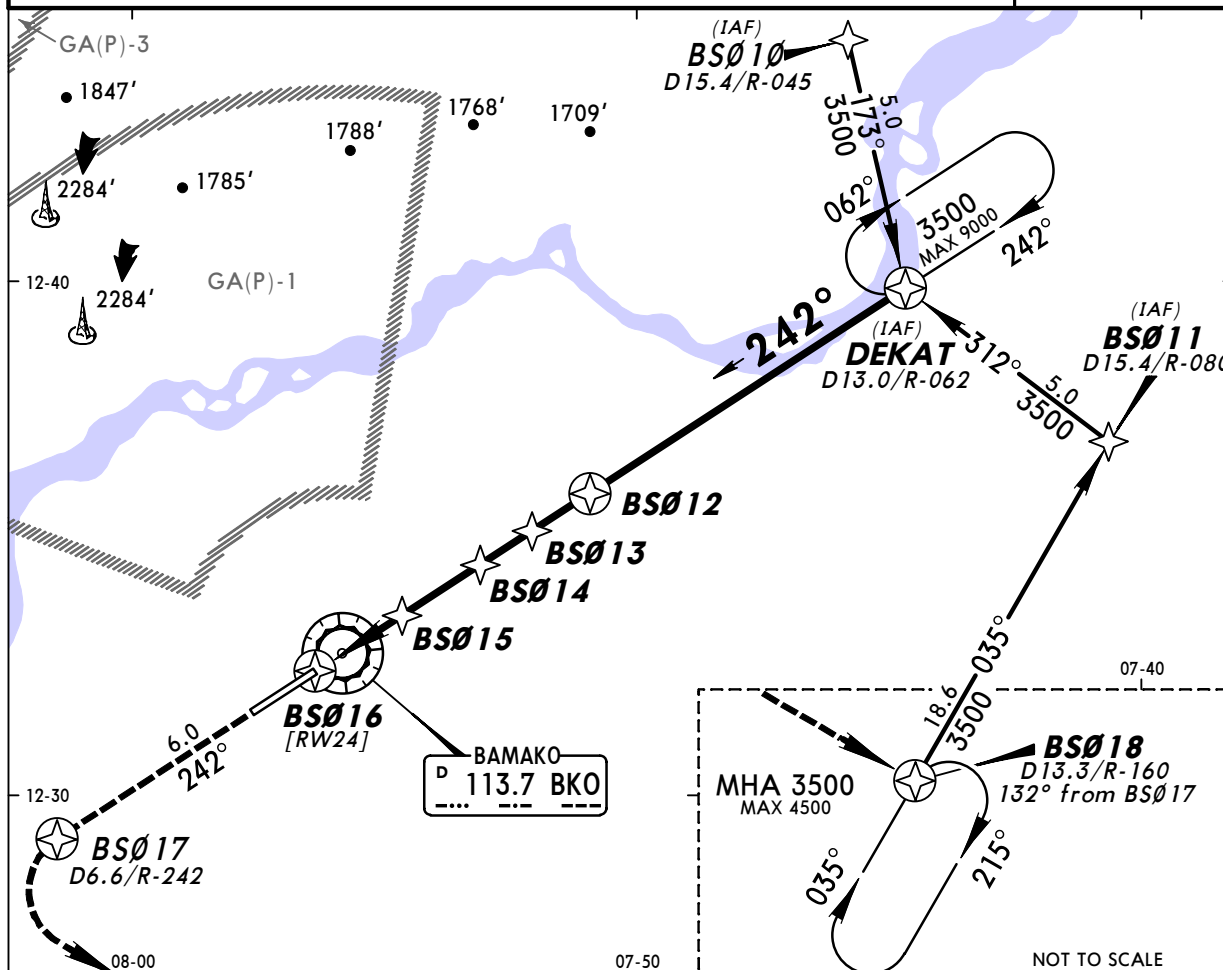 GA(P)-3
1847'
2284'
2284'
1785'
1788'
1768'
1709'
GA(P)-1
12-40
(IAF)
BSØ1Ø
D15.4/R-045
5.0
173°
3500
062°
3500
MAX 9000
242°
242°
(IAF)
DEKAT
D13.0/R-062
(IAF)
BSØ11
D15.4/R-080
312°
5.0
3500
BSØ12
BSØ13
BSØ14
BSØ15
BSØ16
[RW24]
6.0
242°
BAMAKO
D 113.7 BKO
035°
18.6
3500
07-40
BSØ18
D13.3/R-160
132° from BSØ17
MHA 3500
MAX 4500
035°
215°
12-30
BSØ17
D6.6/R-242
08-00
07-50
NOT TO SCALE